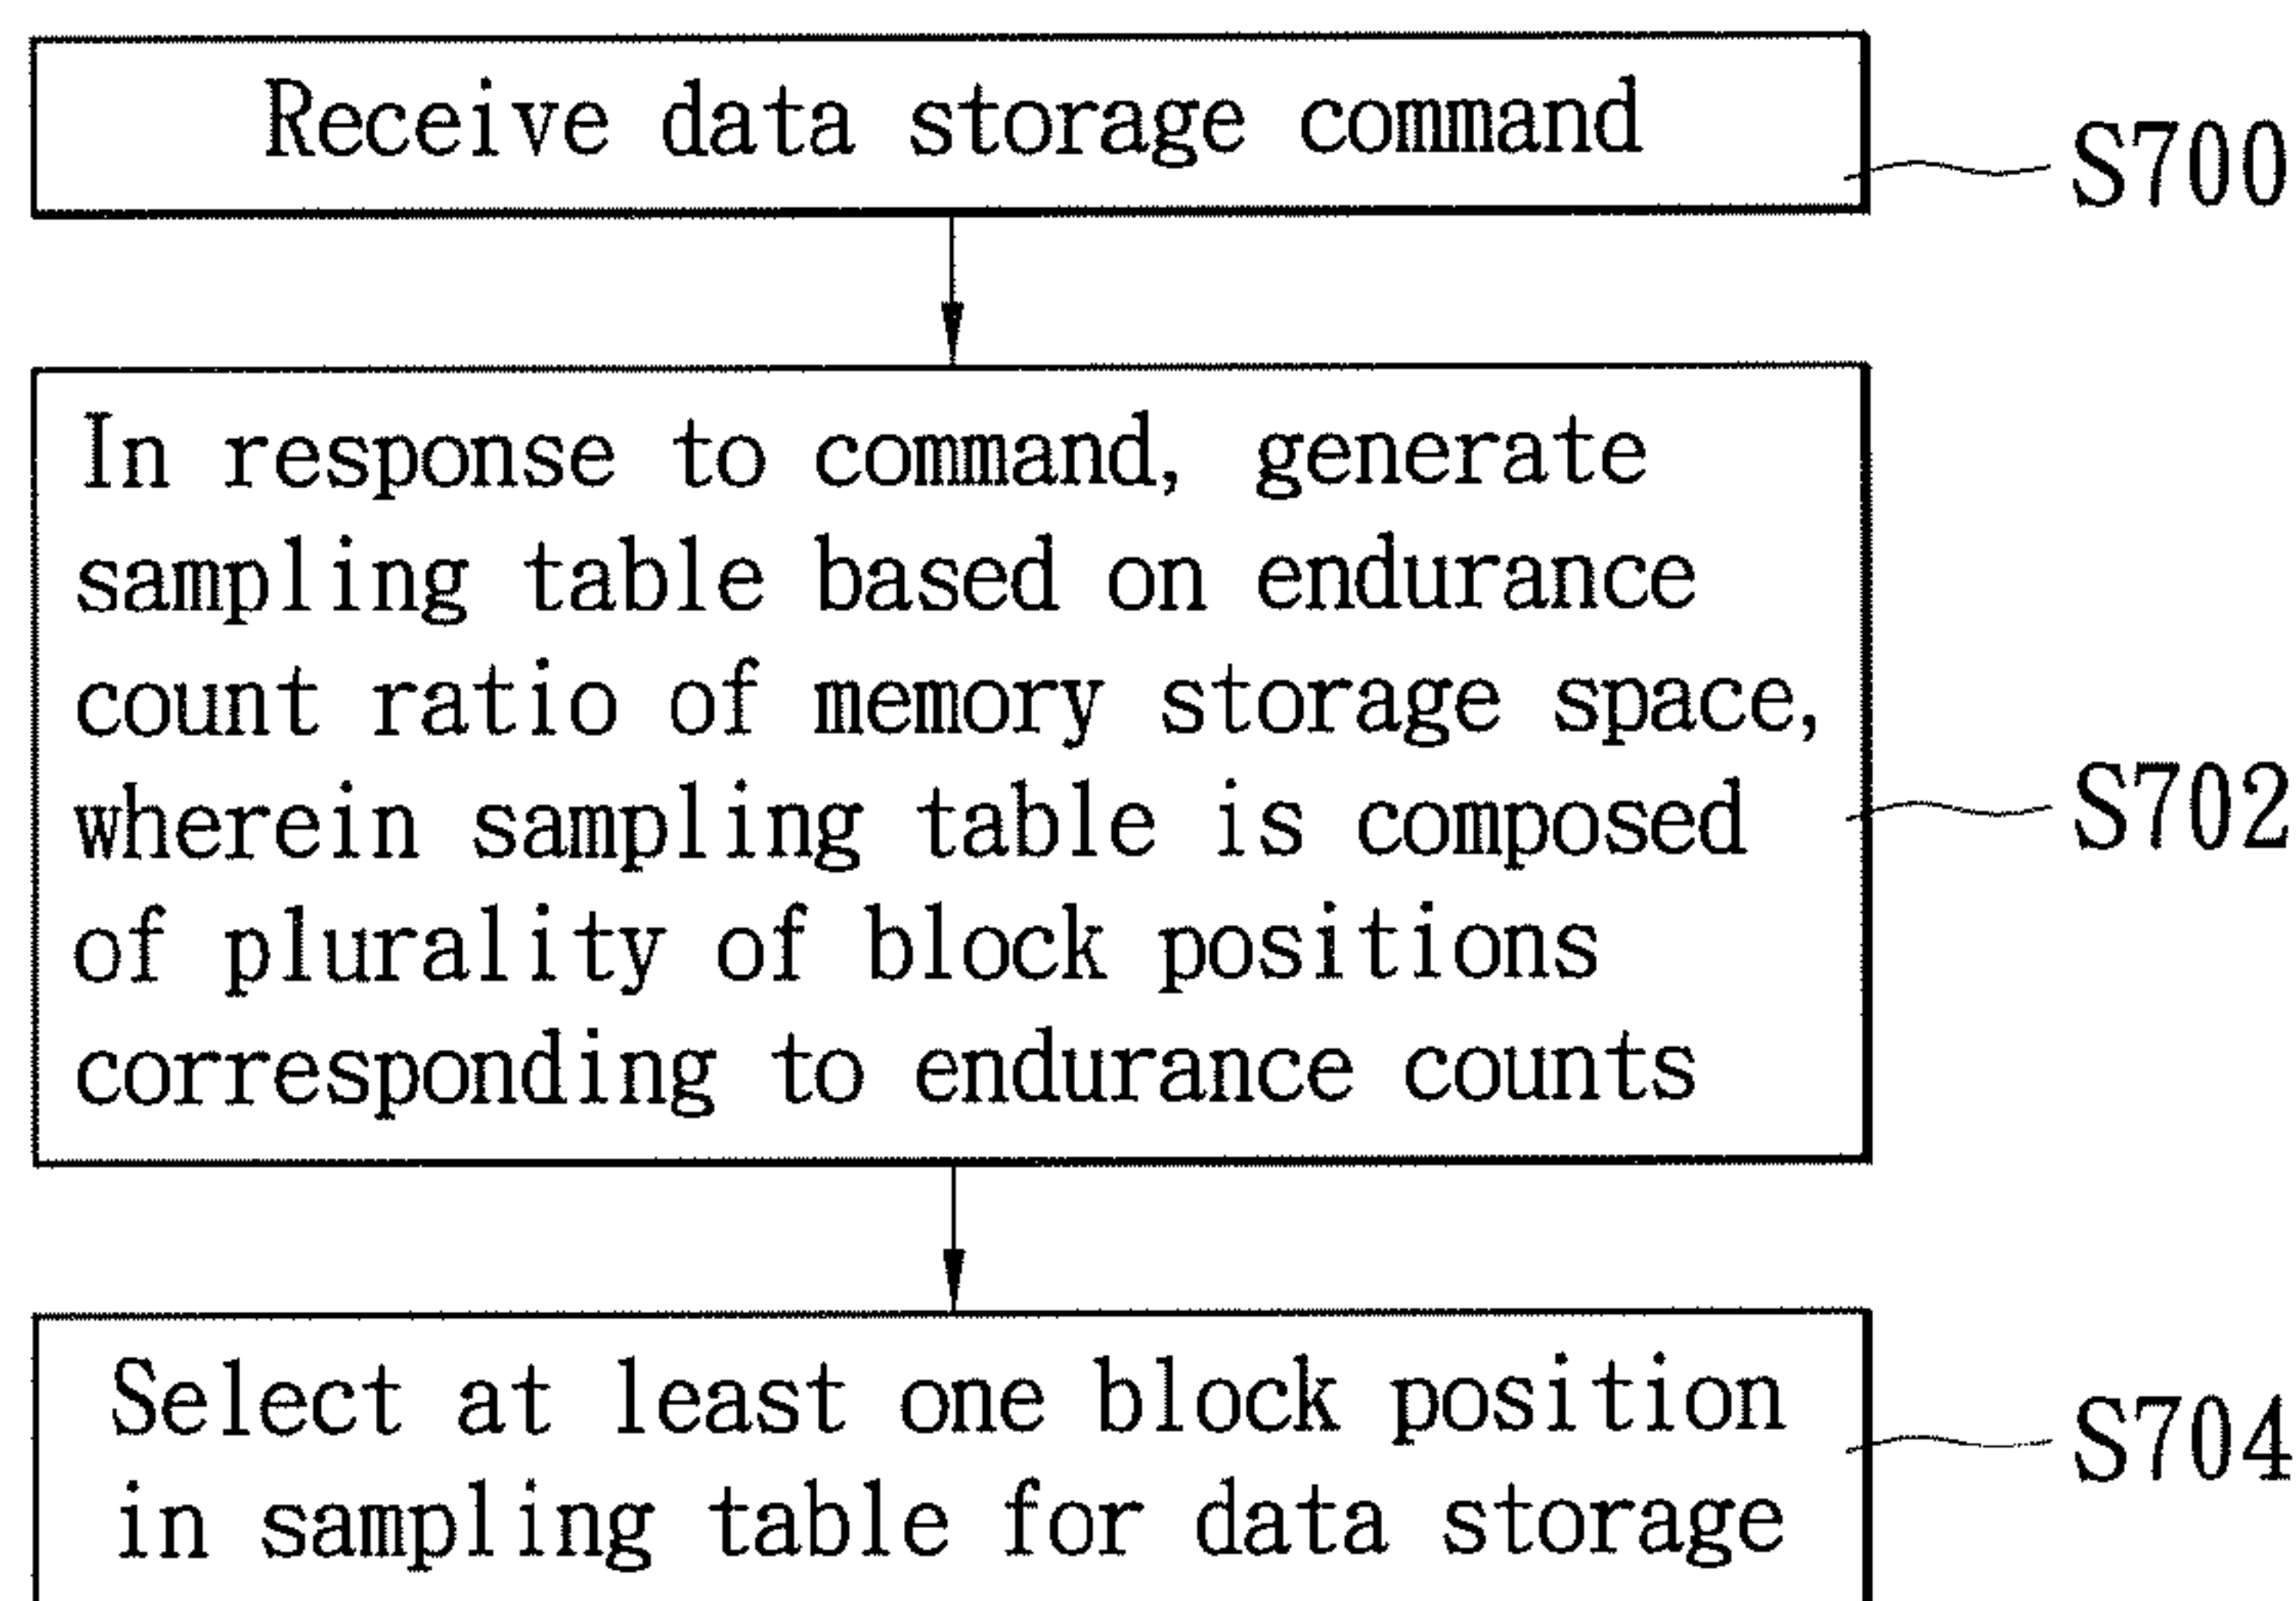 Receive data storage command
S700
In response to command, generate
sampling table based on endurance
count ratio of memory storage space,
wherein sampling table is composed
of plurality of block positions
corresponding to endurance counts
S702
Select at least one block position
in sampling table for data storage
S704